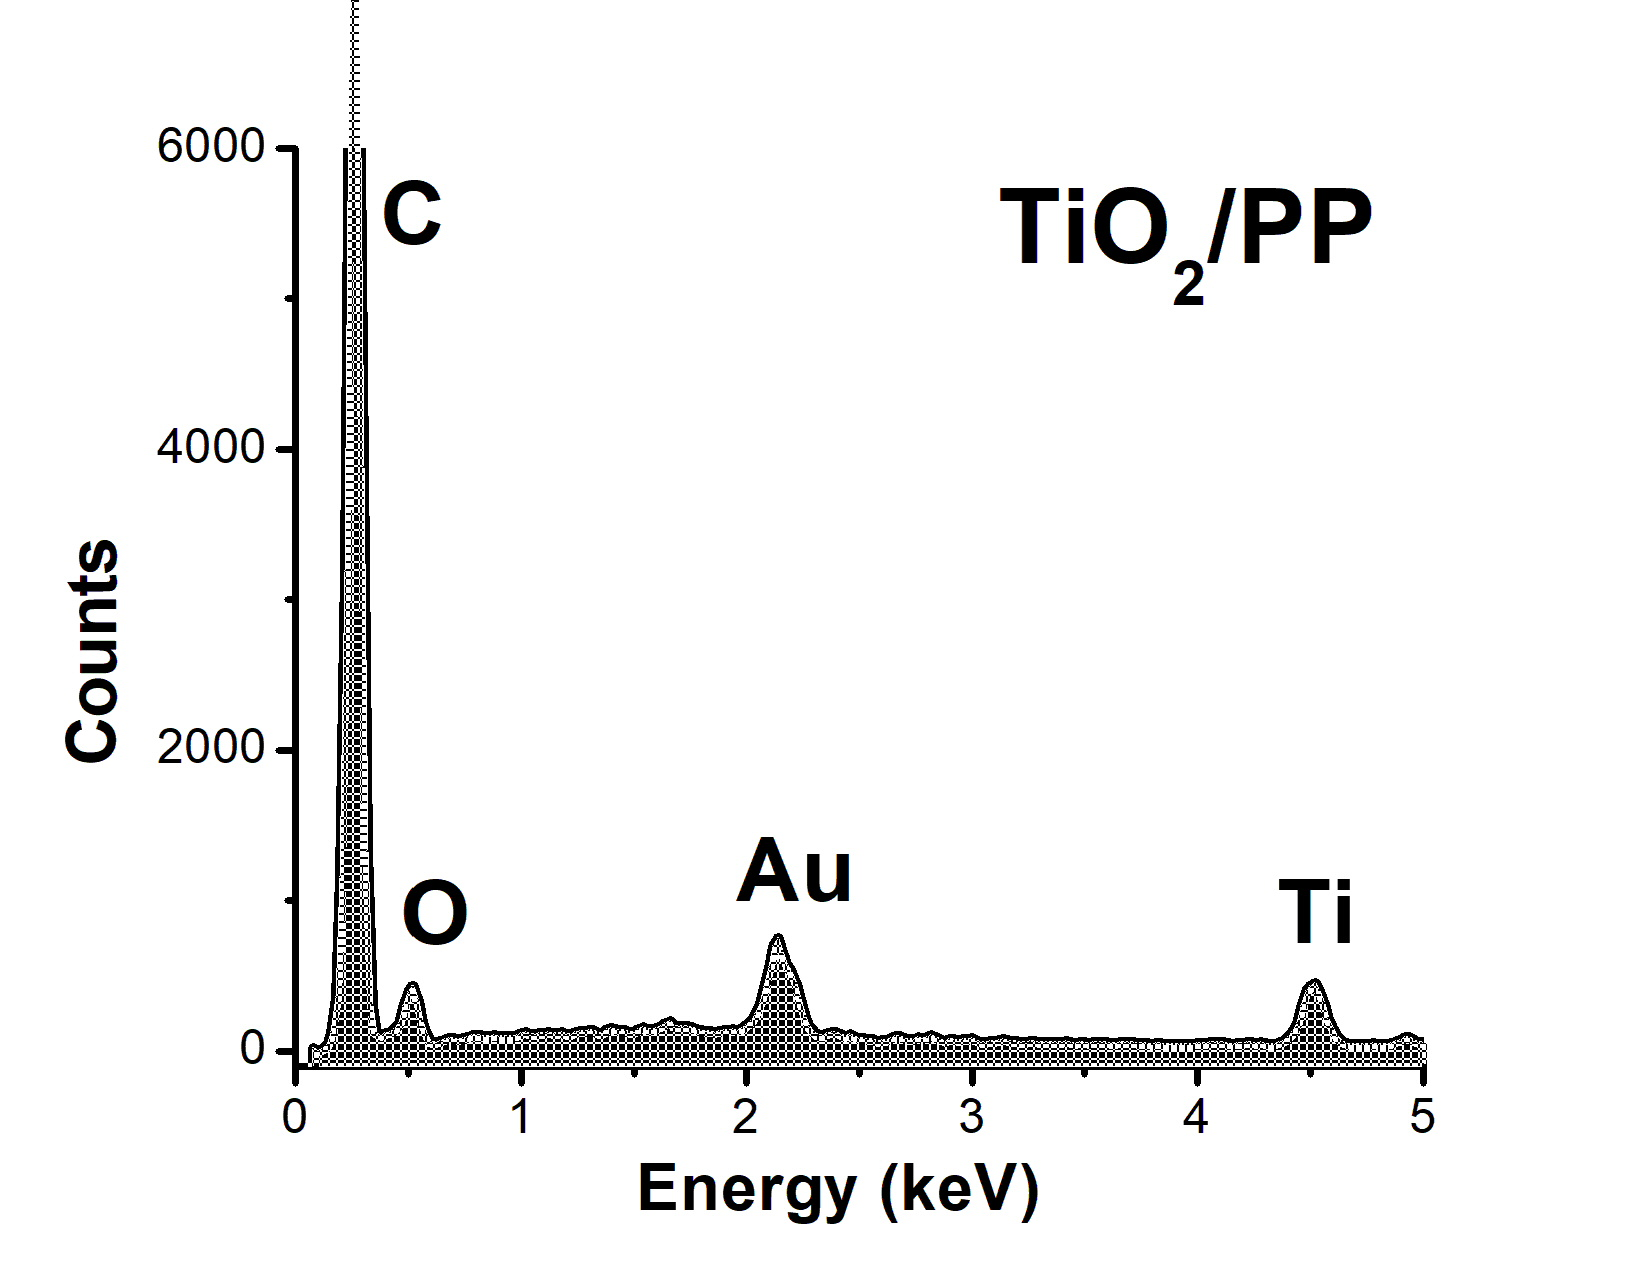 6000
C
TiO₂/PP
4000
Counts
2000
Au
O
Ti
0
0 1 2 3 4 5
Energy (keV)